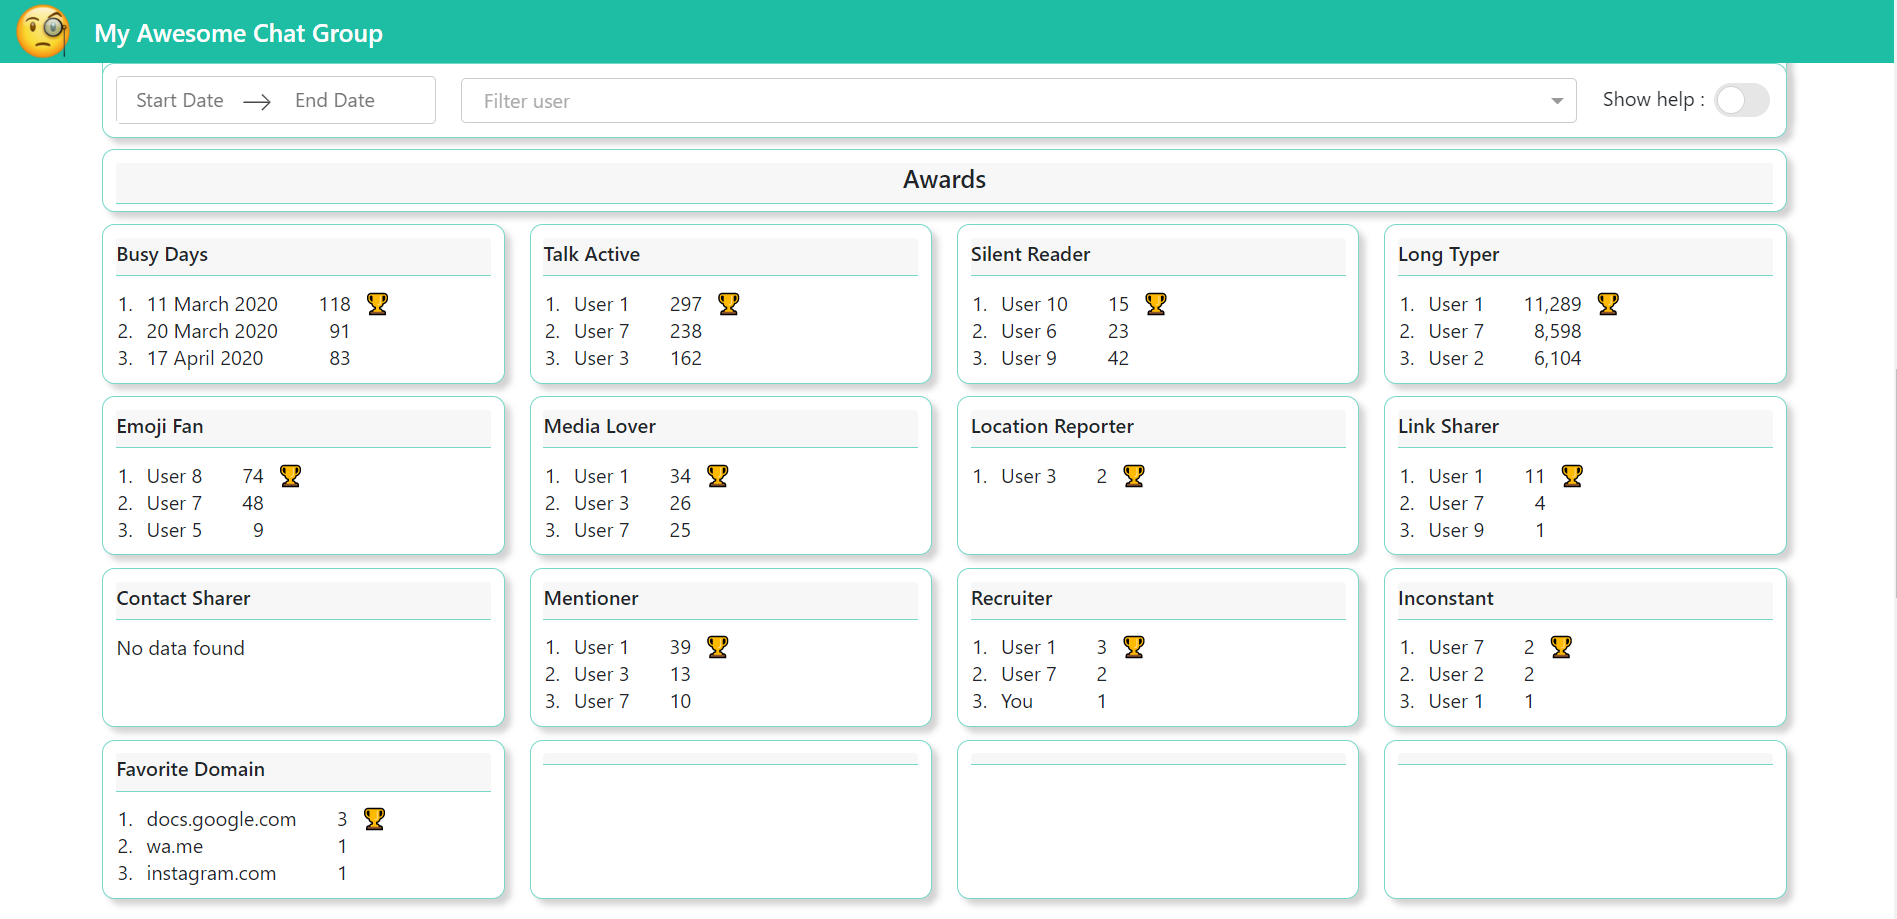 My Awesome Chat Group
Start Date → End Date
Filter user
Show help :
Awards
Busy Days
1. 11 March 2020 118
2. 20 March 2020 91
3. 17 April 2020 83
Talk Active
1. User 1 297
2. User 7 238
3. User 3 162
Silent Reader
1. User 10 15
2. User 6 23
3. User 9 42
Long Typer
1. User 1 11,289
2. User 7 8,598
3. User 2 6,104
Emoji Fan
1. User 8 74
2. User 7 48
3. User 5 9
Media Lover
1. User 1 34
2. User 3 26
3. User 7 25
Location Reporter
1. User 3 2
Link Sharer
1. User 1 11
2. User 7 4
3. User 9 1
Contact Sharer
No data found
Mentioner
1. User 1 39
2. User 3 13
3. User 7 10
Recruiter
1. User 1 3
2. User 7 2
3. You 1
Inconstant
1. User 7 2
2. User 2 2
3. User 1 1
Favorite Domain
1. docs.google.com 3
2. wa.me 1
3. instagram.com 1